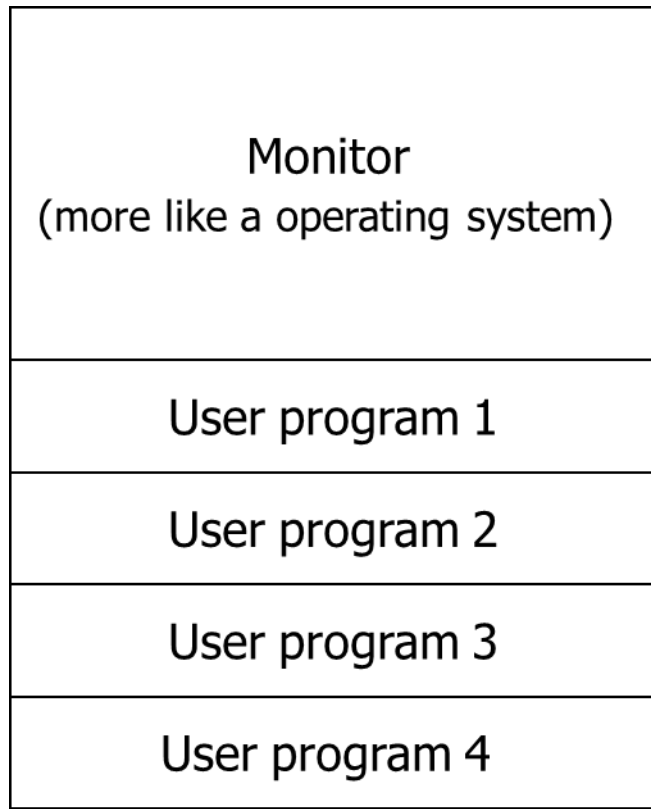 Monitor
(more like a operating system)
User program 1
User program 2
User program 3
User program 4